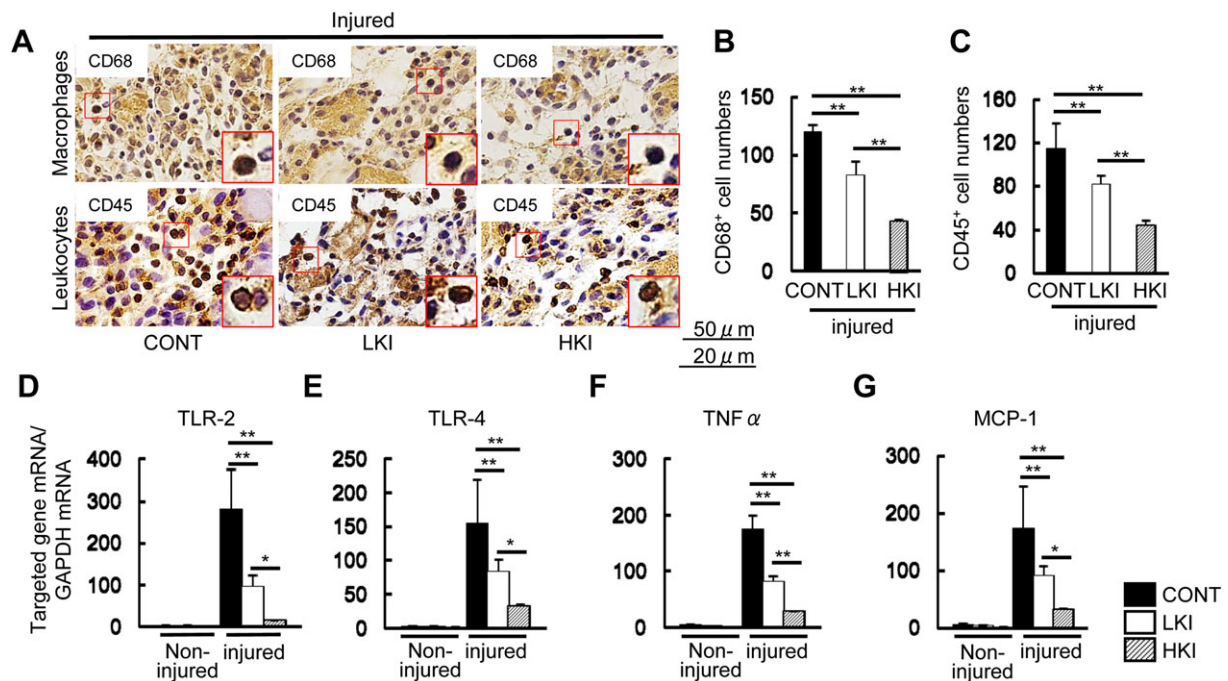 Injured
A
Macrophages
CD68
CD68
CD68
Leukocytes
CD45
CD45
CD45
CONT
LKI
HKI
50 μm
20 μm
B
CD68+ cell numbers
150
100
50
0
**
**
**
CONT LKI HKI
injured
C
CD45+ cell numbers
160
120
80
40
0
**
**
**
CONT LKI HKI
injured
D
TLR-2
Targeted gene mRNA/
GAPDH mRNA
400
300
200
100
0
**
**
*
Non-
injured
injured
E
TLR-4
250
200
150
100
50
0
**
**
*
Non-
injured
injured
F
TNF α
300
200
100
0
**
**
**
Non-
injured
injured
G
MCP-1
300
200
100
0
**
**
*
Non-
injured
injured
CONT
LKI
HKI